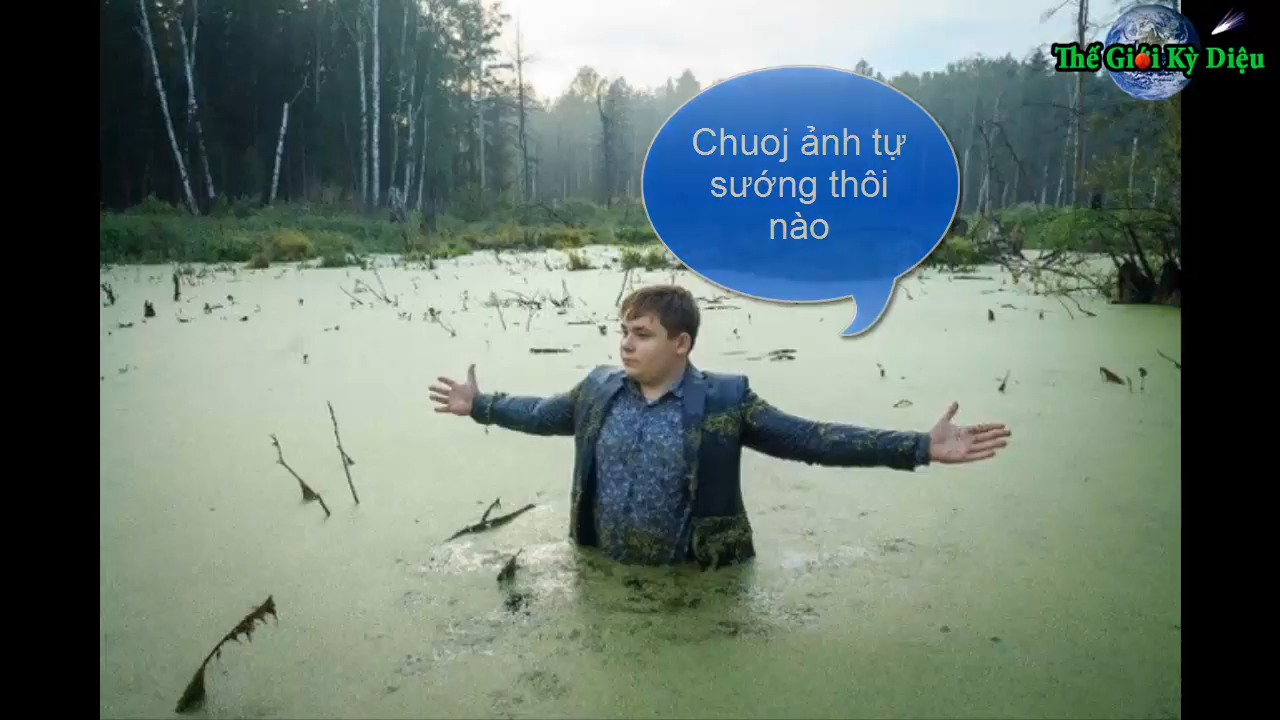 Thế Giới Kỳ Diệu
Chuoj ảnh tự
sướng thôi
nào